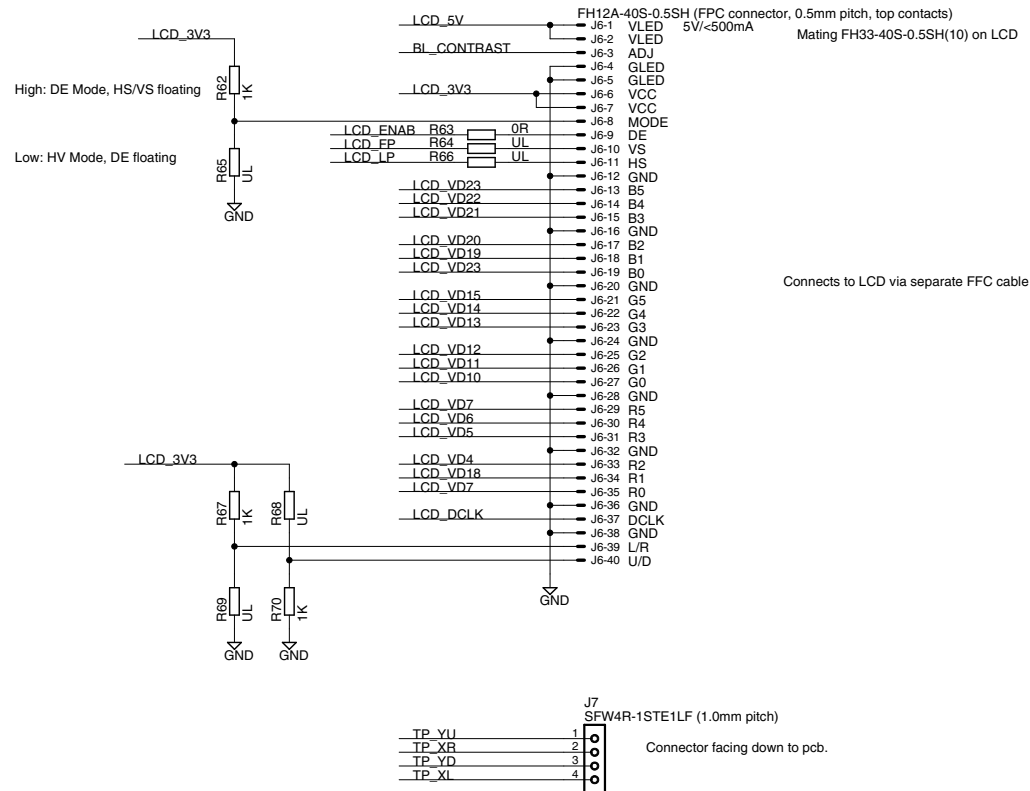 FH12A-40S-0.5SH (FPC connector, 0.5mm pitch, top contacts)
LCD_5V J6-1 VLED 5V/<500mA
Mating FH33-40S-0.5SH(10) on LCD
J6-2 VLED
LCD_3V3
BL_CONTRAST J6-3 ADJ
J6-4 GLED
J6-5 GLED
R62 1K
High: DE Mode, HS/VS floating
LCD_3V3 J6-6 VCC
J6-7 VCC
J6-8 MODE
LCD_ENAB R63 0R J6-9 DE
LCD_FP R64 UL J6-10 VS
LCD_LP R66 UL J6-11 HS
Low: HV Mode, DE floating
R65 UL
GND
J6-12 GND
LCD_VD23 J6-13 B5
LCD_VD22 J6-14 B4
LCD_VD21 J6-15 B3
J6-16 GND
LCD_VD20 J6-17 B2
LCD_VD19 J6-18 B1
LCD_VD23 J6-19 B0
Connects to LCD via separate FFC cable
J6-20 GND
LCD_VD15 J6-21 G5
LCD_VD14 J6-22 G4
LCD_VD13 J6-23 G3
J6-24 GND
LCD_VD12 J6-25 G2
LCD_VD11 J6-26 G1
LCD_VD10 J6-27 G0
J6-28 GND
LCD_VD7 J6-29 R5
LCD_VD6 J6-30 R4
LCD_VD5 J6-31 R3
J6-32 GND
LCD_3V3
LCD_VD4 J6-33 R2
LCD_VD18 J6-34 R1
LCD_VD7 J6-35 R0
J6-36 GND
R67 1K R68 UL
LCD_DCLK J6-37 DCLK
J6-38 GND
J6-39 L/R
J6-40 U/D
R69 UL R70 1K
GND
GND GND
J7
SFW4R-1STE1LF (1.0mm pitch)
TP_YU 1
TP_XR 2
Connector facing down to pcb.
TP_YD 3
TP_XL 4